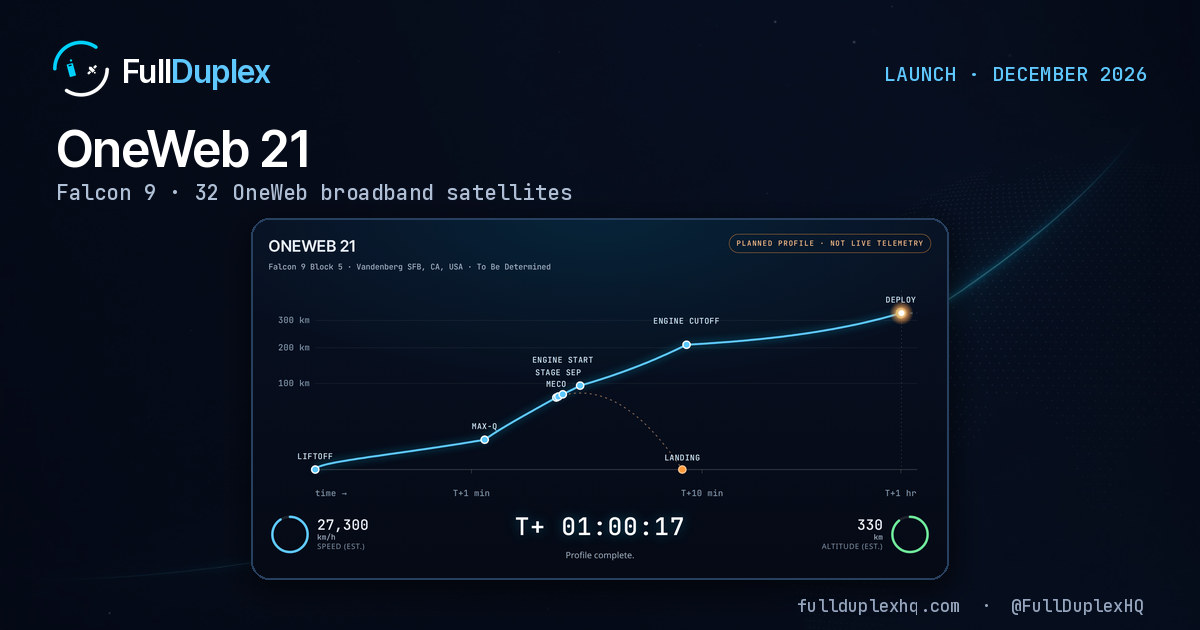 FullDuplex
LAUNCH · DECEMBER 2026
OneWeb 21
Falcon 9 · 32 OneWeb broadband satellites
ONEWEB 21
PLANNED PROFILE · NOT LIVE TELEMETRY
Falcon 9 Block 5 · Vandenberg SFB, CA, USA · To Be Determined
DEPLOY
300 km
ENGINE CUTOFF
200 km
ENGINE START
STAGE SEP
100 km
MECO
MAX-Q
LIFTOFF
LANDING
time →
T+1 min
T+10 min
T+1 hr
27,300
km/h
SPEED (EST.)
T+ 01:00:17
Profile complete.
330
km
ALTITUDE (EST.)
fullduplexhq.com · @FullDuplexHQ